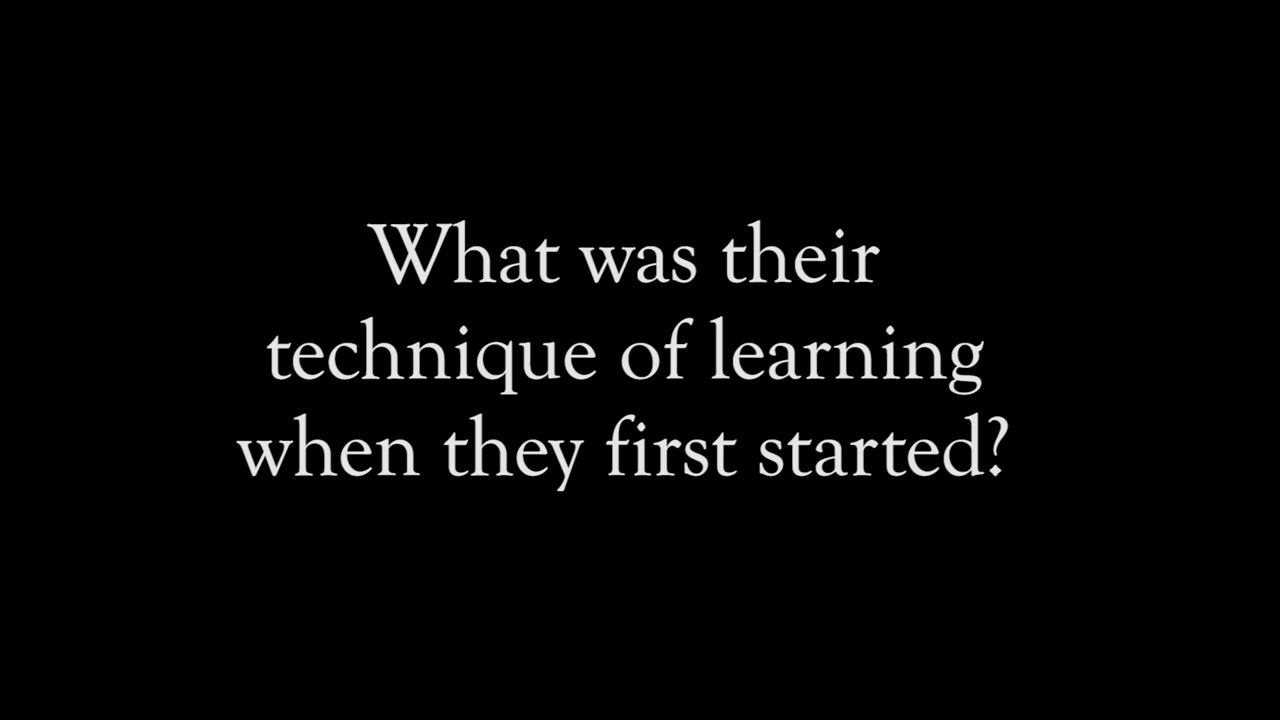 What was their
technique of learning
when they first started?